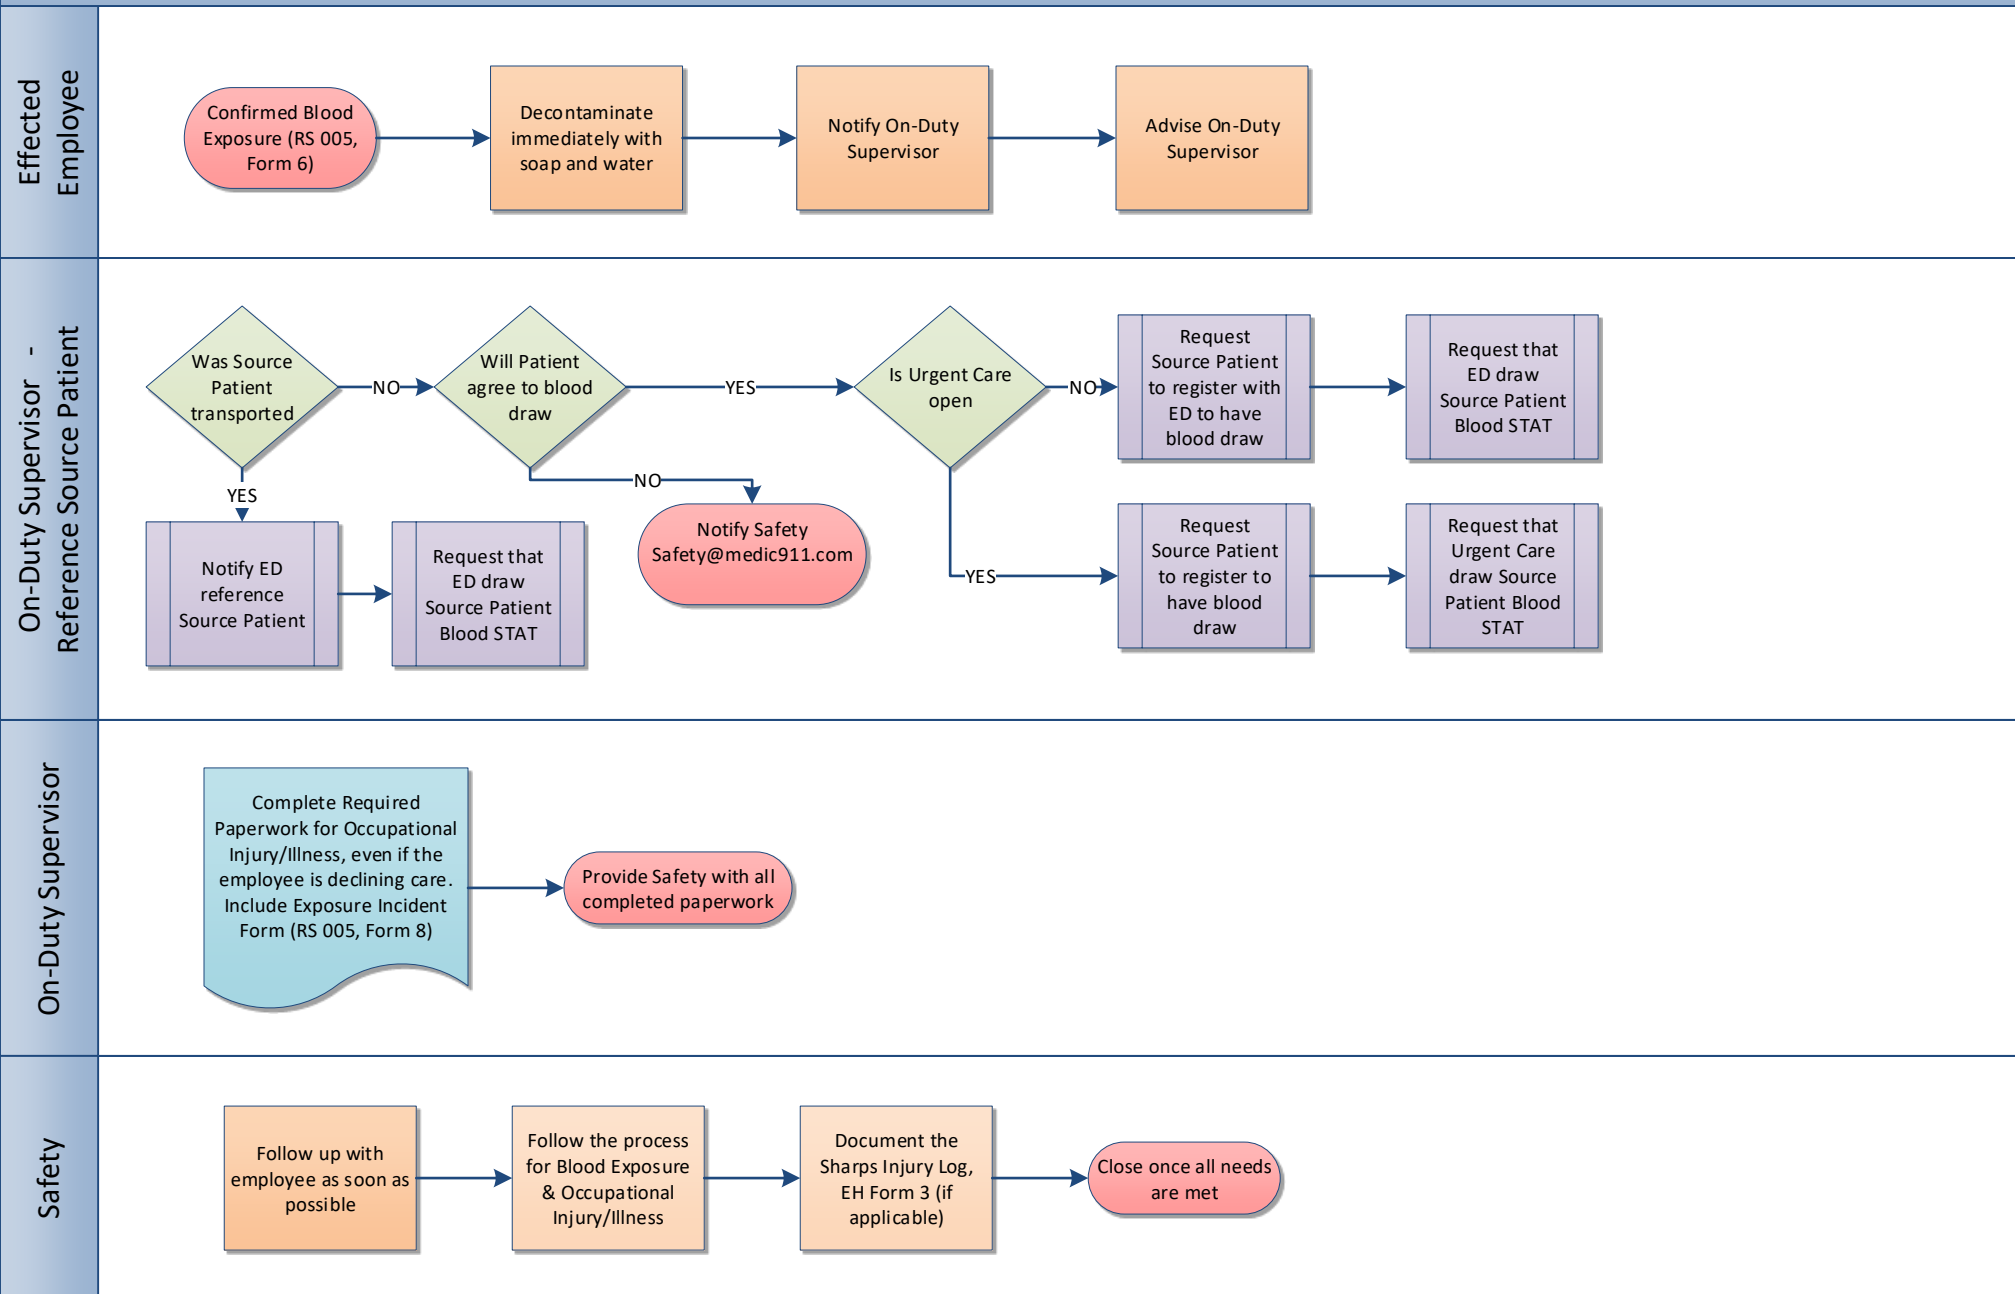 Effected
Employee
Confirmed Blood
Exposure (RS 005,
Form 6)
Decontaminate
immediately with
soap and water
Notify On-Duty
Supervisor
Advise On-Duty
Supervisor
On-Duty Supervisor -
Reference Source Patient
Was Source
Patient
transported
NO
Will Patient
agree to blood
draw
YES
Is Urgent Care
open
NO
Request
Source Patient
to register with
ED to have
blood draw
Request that
ED draw
Source Patient
Blood STAT
YES
Notify ED
reference
Source Patient
Request that
ED draw
Source Patient
Blood STAT
NO
Notify Safety
Safety@medic911.com
YES
Request
Source Patient
to register to
have blood
draw
Request that
Urgent Care
draw Source
Patient Blood
STAT
On-Duty Supervisor
Complete Required
Paperwork for Occupational
Injury/Illness, even if the
employee is declining care.
Include Exposure Incident
Form (RS 005, Form 8)
Provide Safety with all
completed paperwork
Safety
Follow up with
employee as soon as
possible
Follow the process
for Blood Exposure
& Occupational
Injury/Illness
Document the
Sharps Injury Log,
EH Form 3 (if
applicable)
Close once all needs
are met